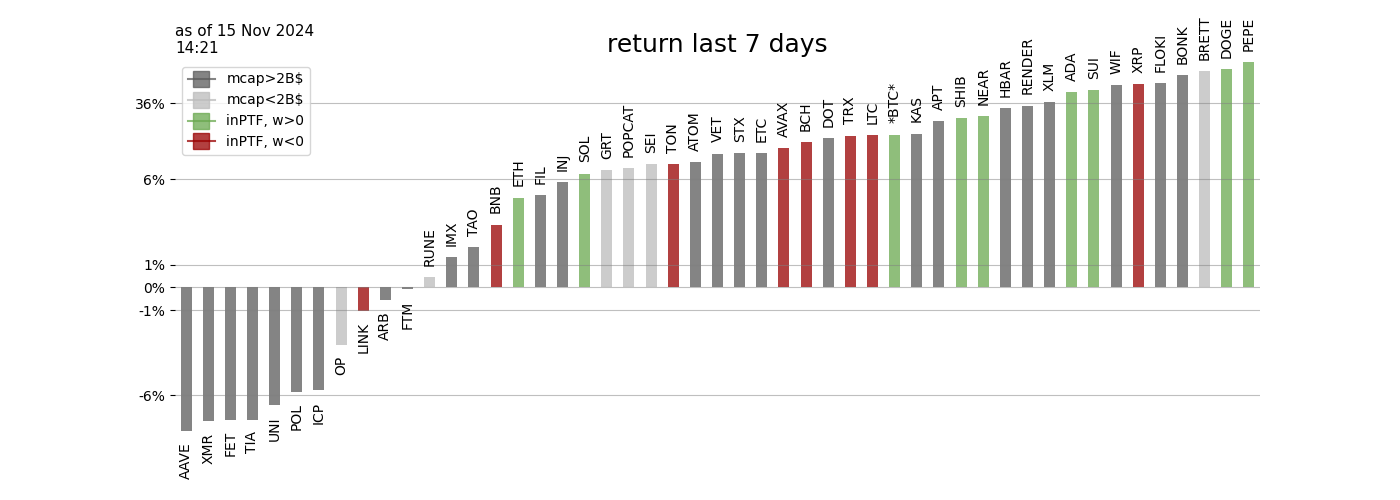 as of 15 Nov 2024
14:21
return last 7 days
mcap>2B$
mcap<2B$
inPTF, w>0
inPTF, w<0
36%
6%
1%
0%
-1%
-6%
AAVE
XMR
FET
TIA
UNI
POL
ICP
OP
LINK
ARB
FTM
RUNE
IMX
TAO
BNB
ETH
FIL
INJ
SOL
GRT
POPCAT
SEI
TON
ATOM
VET
STX
ETC
AVAX
BCH
DOT
TRX
LTC
*BTC*
KAS
APT
SHIB
NEAR
HBAR
RENDER
XLM
ADA
SUI
WIF
XRP
FLOKI
BONK
BRETT
DOGE
PEPE